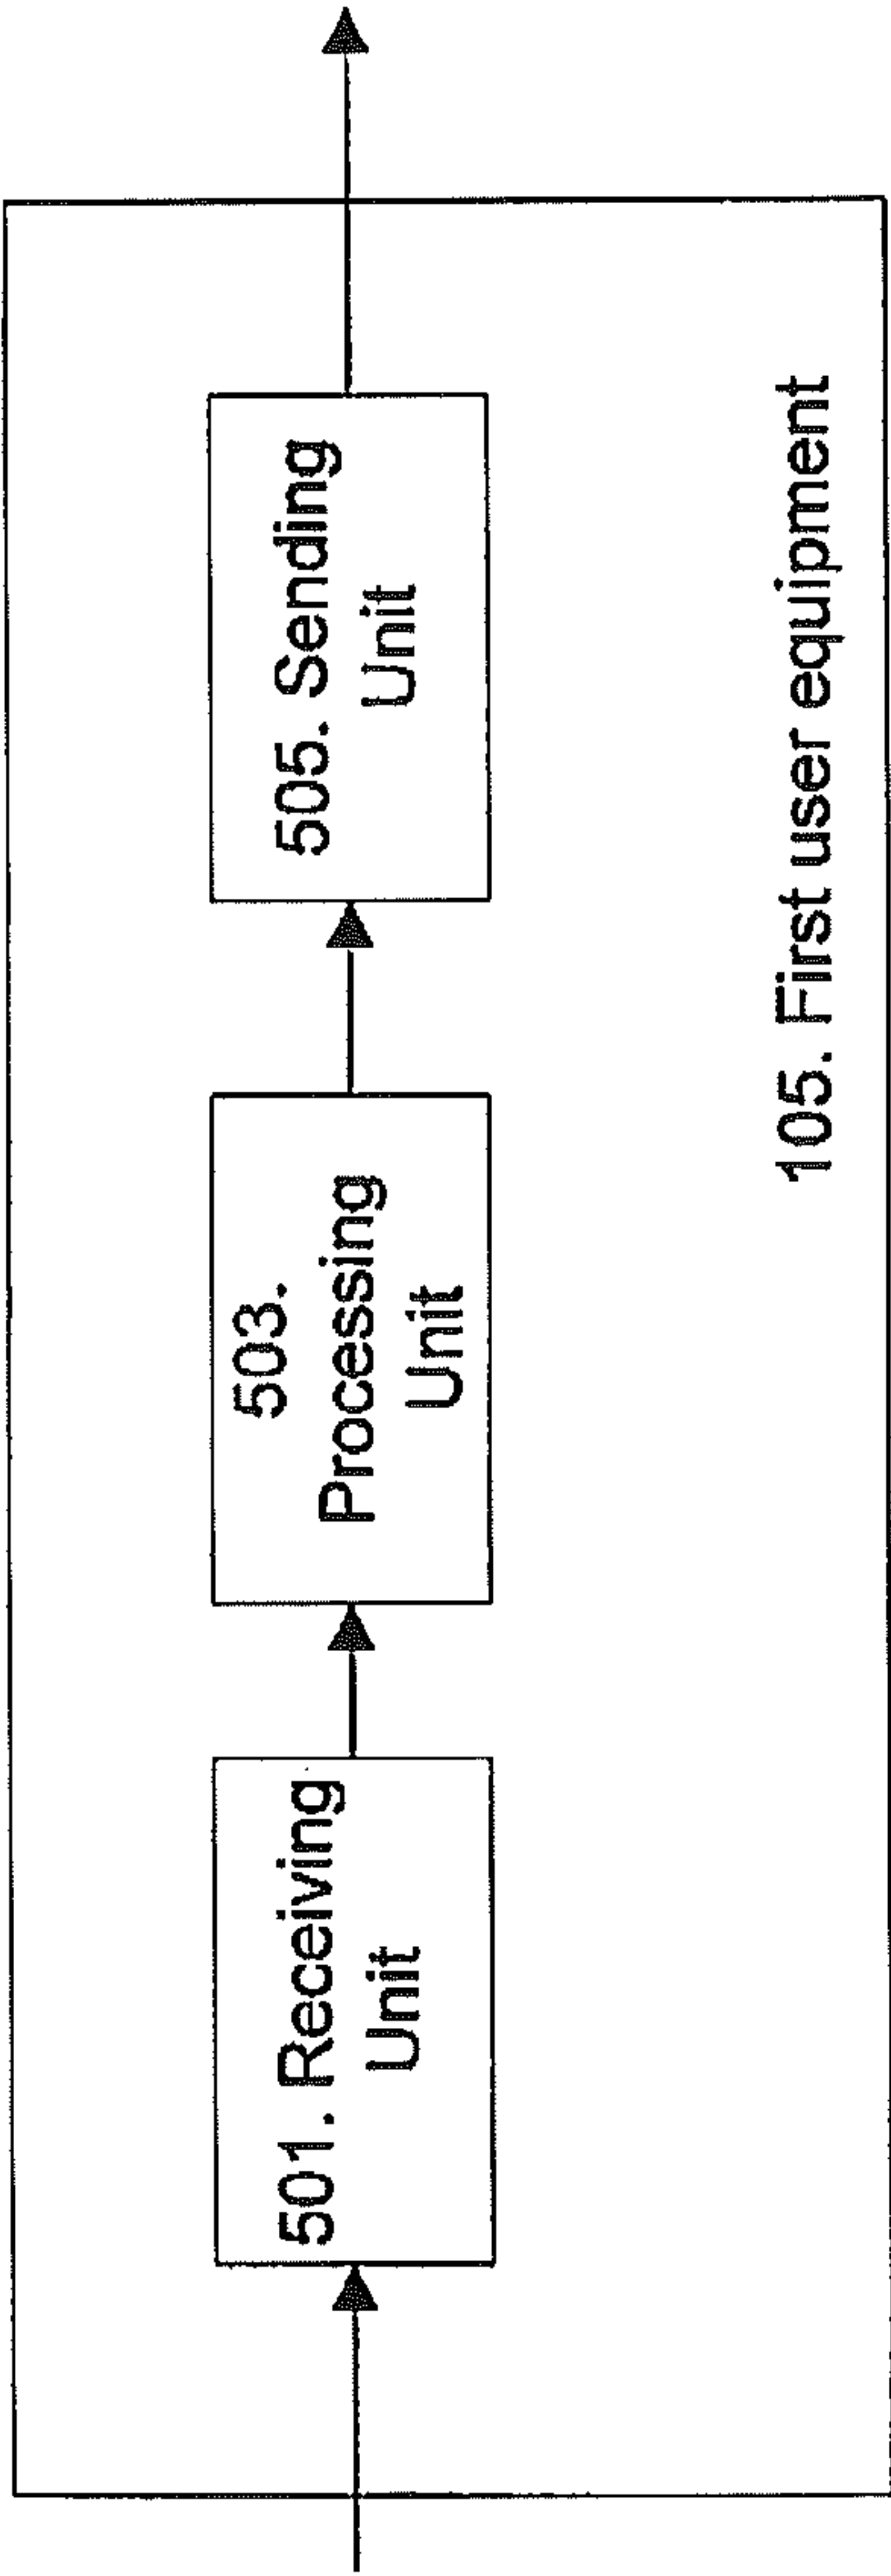 501. Receiving
Unit
503.
Processing
Unit
505. Sending
Unit
105. First user equipment